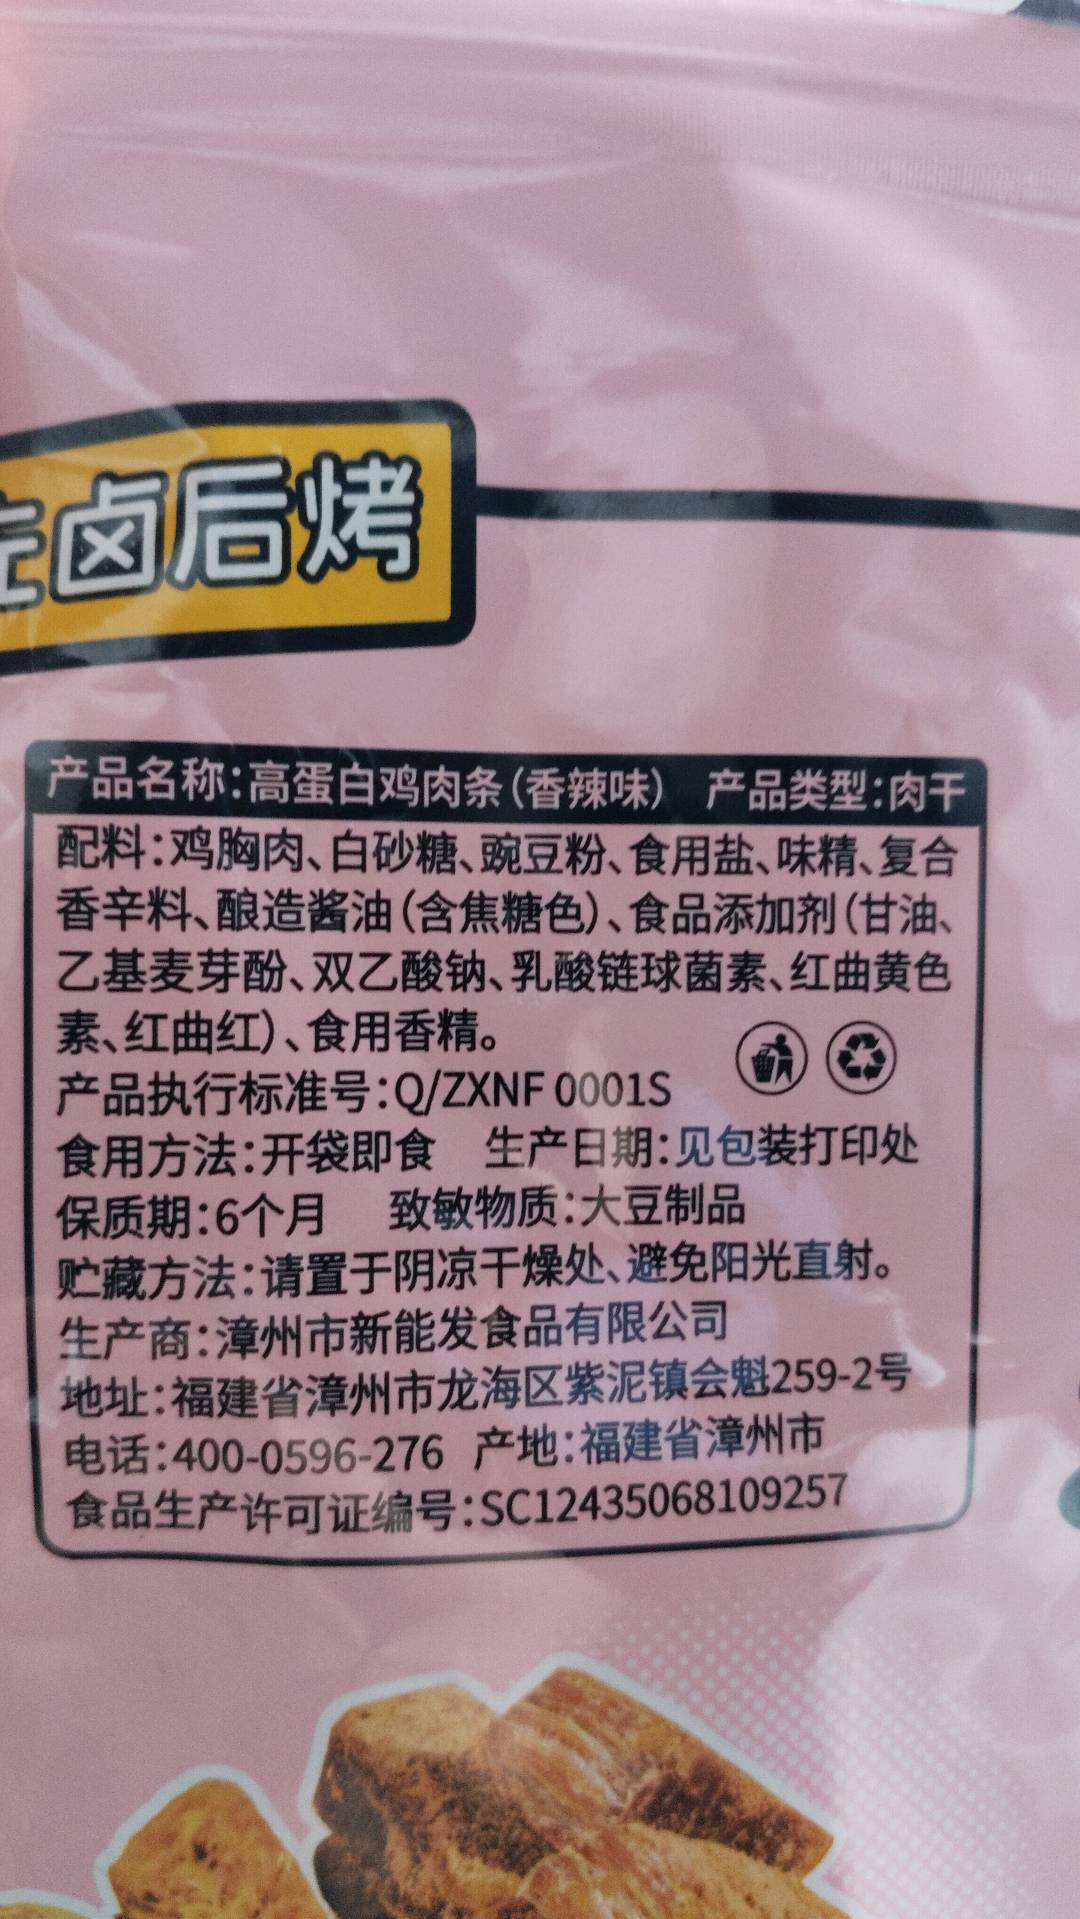 卤后烤
产品名称:高蛋白鸡肉条(香辣味) 产品类型:肉干
配料:鸡胸肉、白砂糖、豌豆粉、食用盐、味精、复合
香辛料、酿造酱油(含焦糖色)、食品添加剂(甘油、
乙基麦芽酚、双乙酸钠、乳酸链球菌素、红曲黄色
素、红曲红)、食用香精。
产品执行标准号:Q/ZXNF 0001S
食用方法:开袋即食 生产日期:见包装打印处
保质期:6个月 致敏物质:大豆制品
贮藏方法:请置于阴凉干燥处、避免阳光直射。
生产商:漳州市新能发食品有限公司
地址:福建省漳州市龙海区紫泥镇会魁259-2号
电话:400-0596-276 产地:福建省漳州市
食品生产许可证编号:SC12435068109257